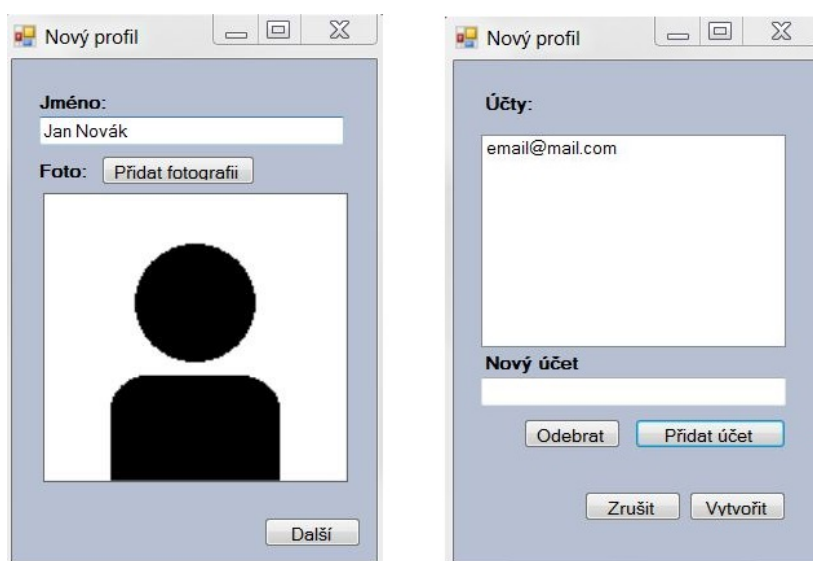 Nový profil
Jméno:
Jan Novák
Foto: Přidat fotografii
Další
Nový profil
Účty:
email@mail.com
Nový účet
Odebrat Přidat účet
Zrušit Vytvořit